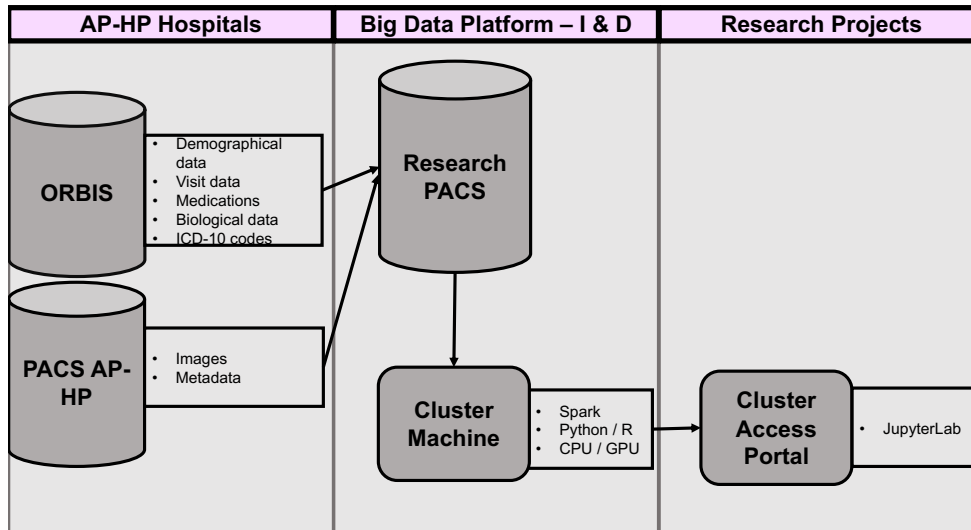 AP-HP Hospitals
Big Data Platform – I & D
Research Projects
ORBIS
• Demographical
data
• Visit data
• Medications
• Biological data
• ICD-10 codes
Research
PACS
PACS AP-
HP
• Images
• Metadata
Cluster
Machine
• Spark
• Python / R
• CPU / GPU
Cluster
Access
Portal
• JupyterLab